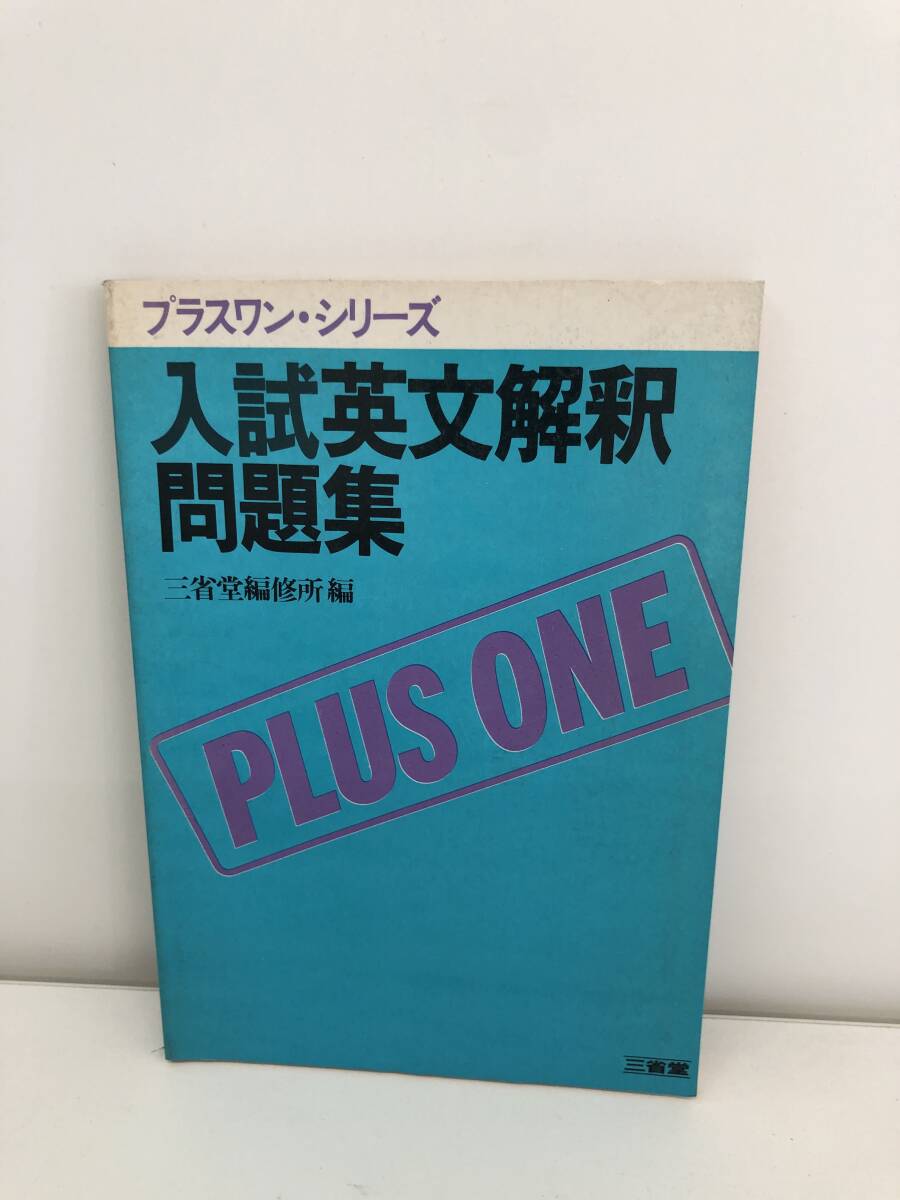 プラスワン・シリーズ
入試英文解釈
問題集
三省堂編修所編
PLUS ONE
三省堂